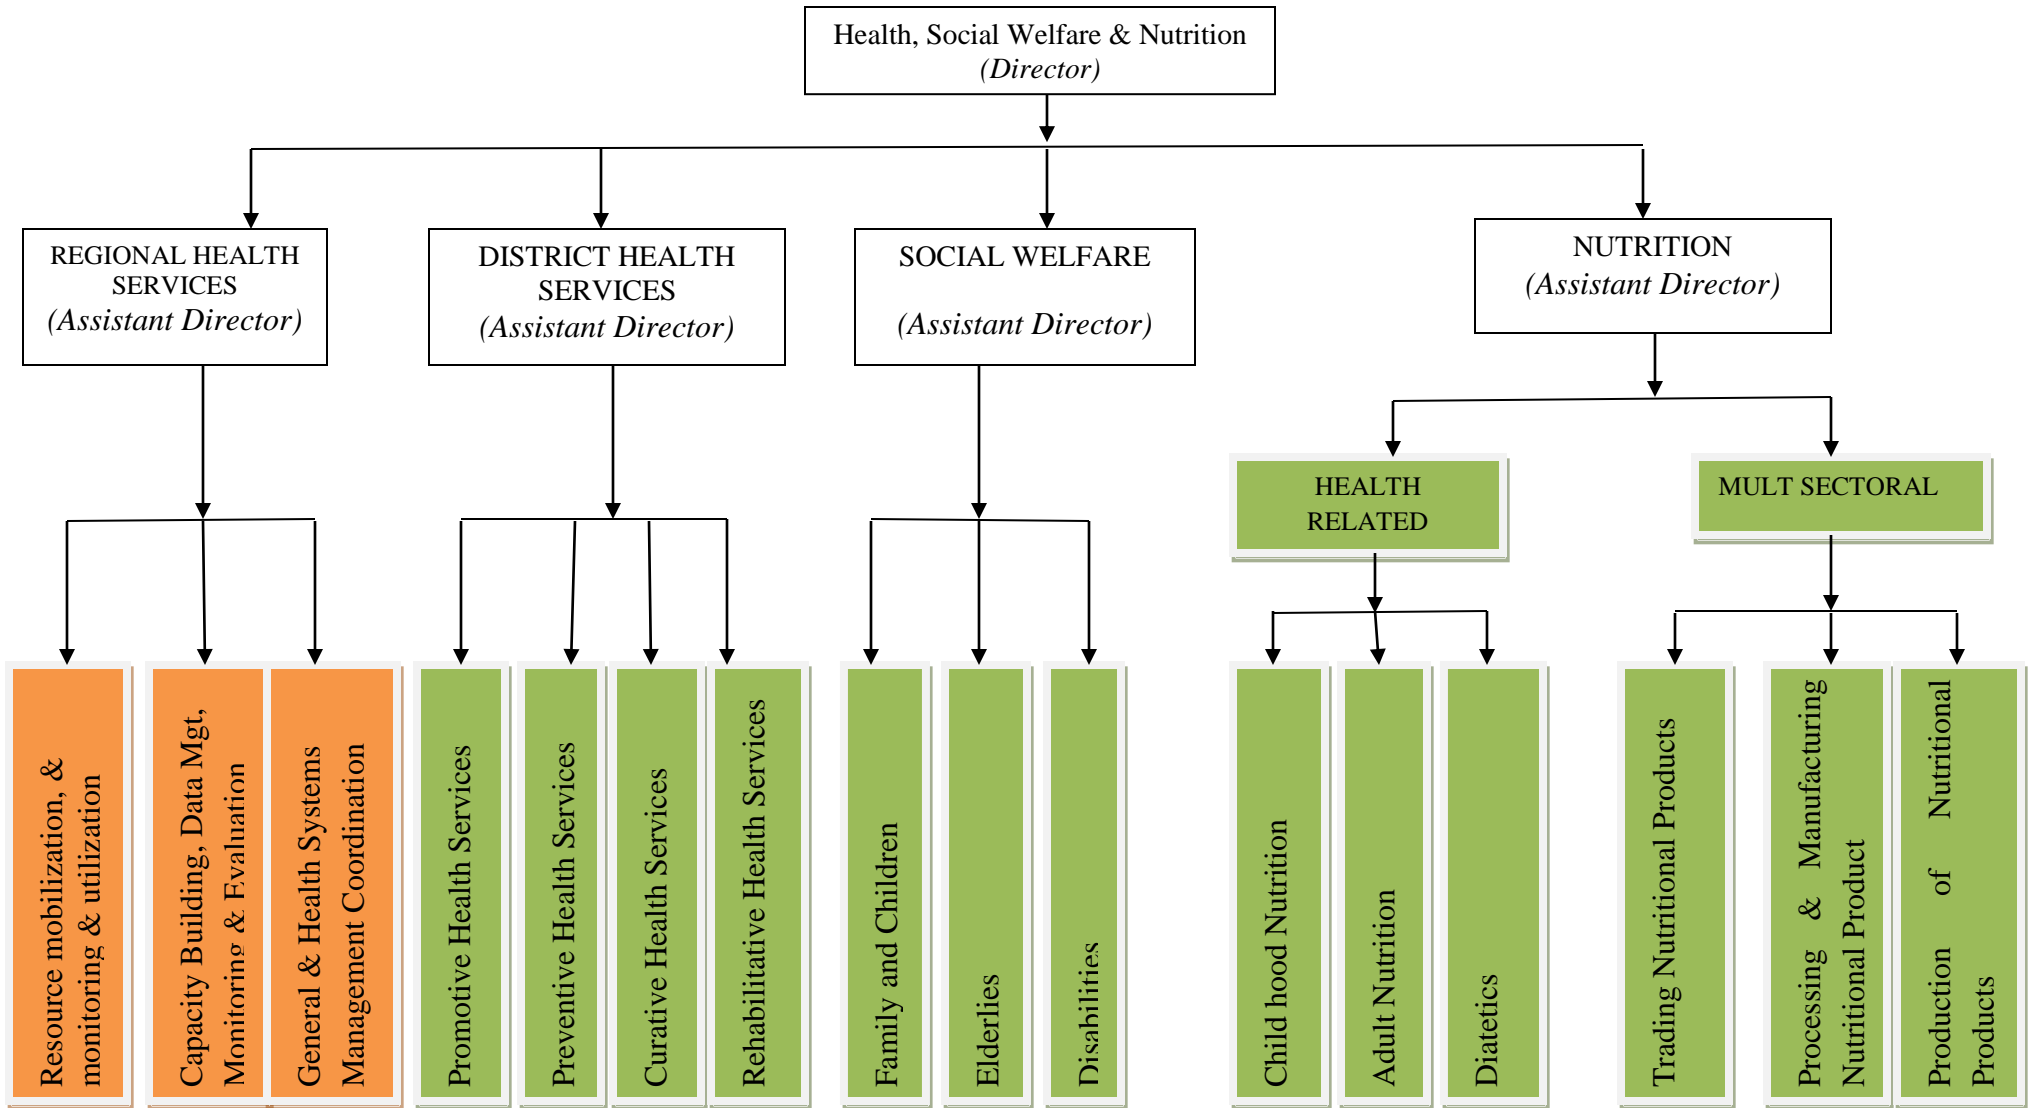 Health, Social Welfare & Nutrition
(Director)
REGIONAL HEALTH
SERVICES
(Assistant Director)
DISTRICT HEALTH
SERVICES
(Assistant Director)
SOCIAL WELFARE
(Assistant Director)
NUTRITION
(Assistant Director)
HEALTH
RELATED
MULT SECTORAL
Resource mobilization, &
monitoring & utilization
Capacity Building, Data Mgt,
Monitoring & Evaluation
General & Health Systems
Management Coordination
Promotive Health Services
Preventive Health Services
Curative Health Services
Rehabilitative Health Services
Family and Children
Elderlies
Disabilities
Child hood Nutrition
Adult Nutrition
Diatetics
Trading Nutritional Products
Processing & Manufacturing
Nutritional Product
Production of Nutritional
Products